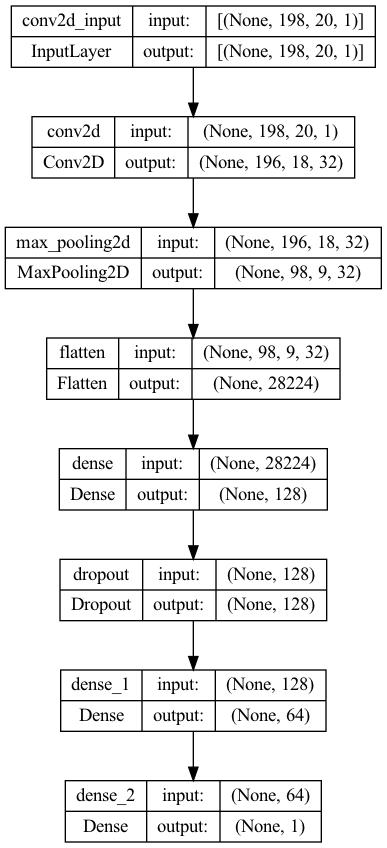 conv2d_input input: [(None, 198, 20, 1)]
InputLayer output: [(None, 198, 20, 1)]
conv2d input: (None, 198, 20, 1)
Conv2D output: (None, 196, 18, 32)
max_pooling2d input: (None, 196, 18, 32)
MaxPooling2D output: (None, 98, 9, 32)
flatten input: (None, 98, 9, 32)
Flatten output: (None, 28224)
dense input: (None, 28224)
Dense output: (None, 128)
dropout input: (None, 128)
Dropout output: (None, 128)
dense_1 input: (None, 128)
Dense output: (None, 64)
dense_2 input: (None, 64)
Dense output: (None, 1)